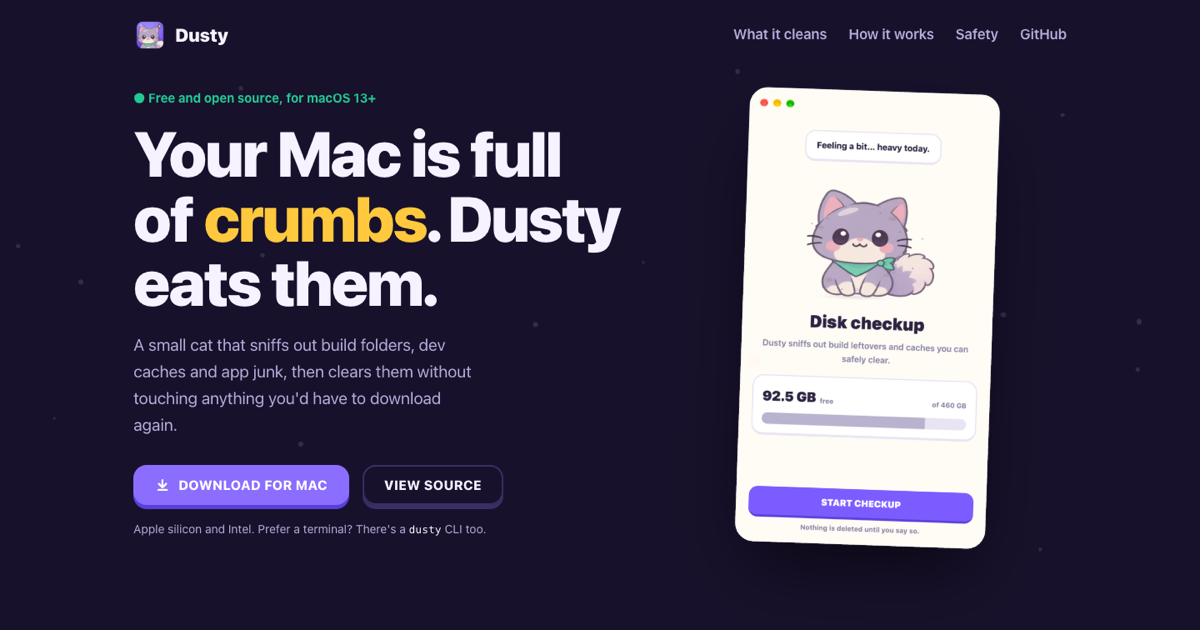 Dusty
What it cleans
How it works
Safety
GitHub
Free and open source, for macOS 13+
Your Mac is full
of crumbs. Dusty
eats them.
A small cat that sniffs out build folders, dev
caches and app junk, then clears them without
touching anything you'd have to download
again.
DOWNLOAD FOR MAC
VIEW SOURCE
Apple silicon and Intel. Prefer a terminal? There's a dusty CLI too.
Feeling a bit... heavy today.
Disk checkup
Dusty sniffs out build leftovers and caches you can
safely clear.
92.5 GB free
of 460 GB
START CHECKUP
Nothing is deleted until you say so.